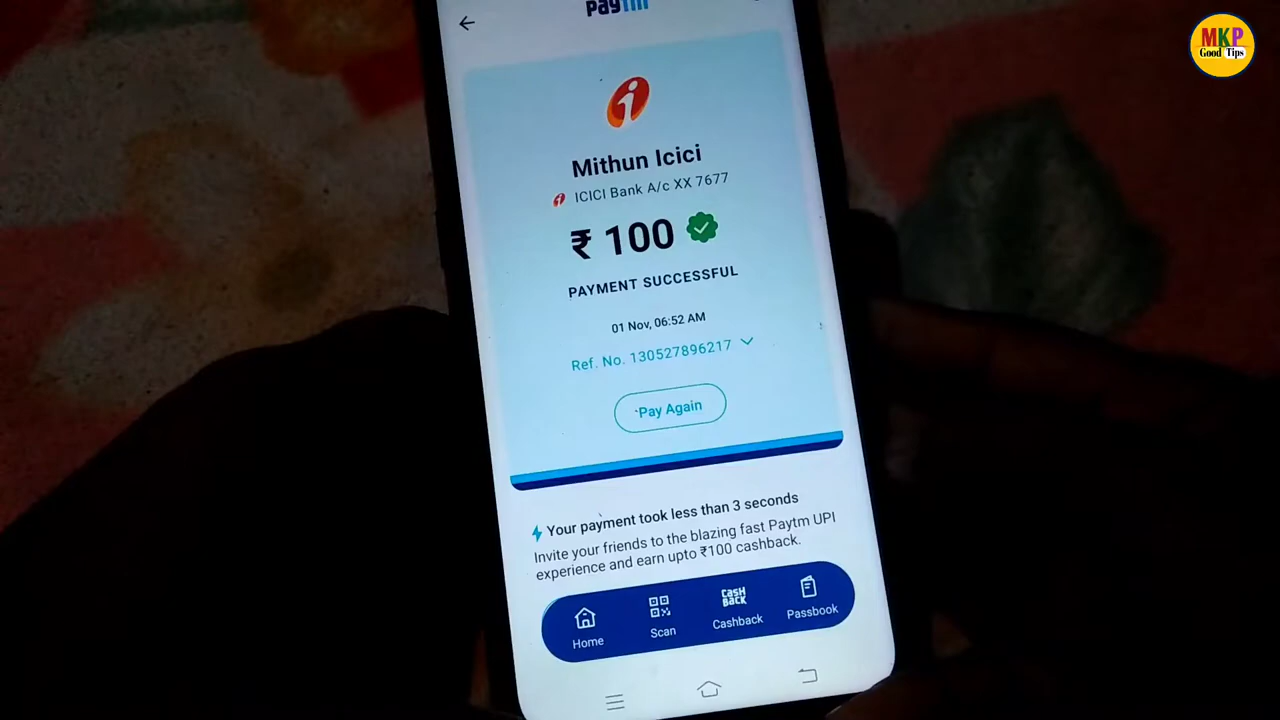 paytm
MKP
Good Tips
Mithun Icici
ICICI Bank A/c XX 7677
₹ 100
PAYMENT SUCCESSFUL
01 Nov, 06:52 AM
Ref. No. 130527896217
Pay Again
Your payment took less than 3 seconds
Invite your friends to the blazing fast Paytm UPI
experience and earn upto ₹100 cashback.
CASH
BACK
Home Scan Cashback Passbook